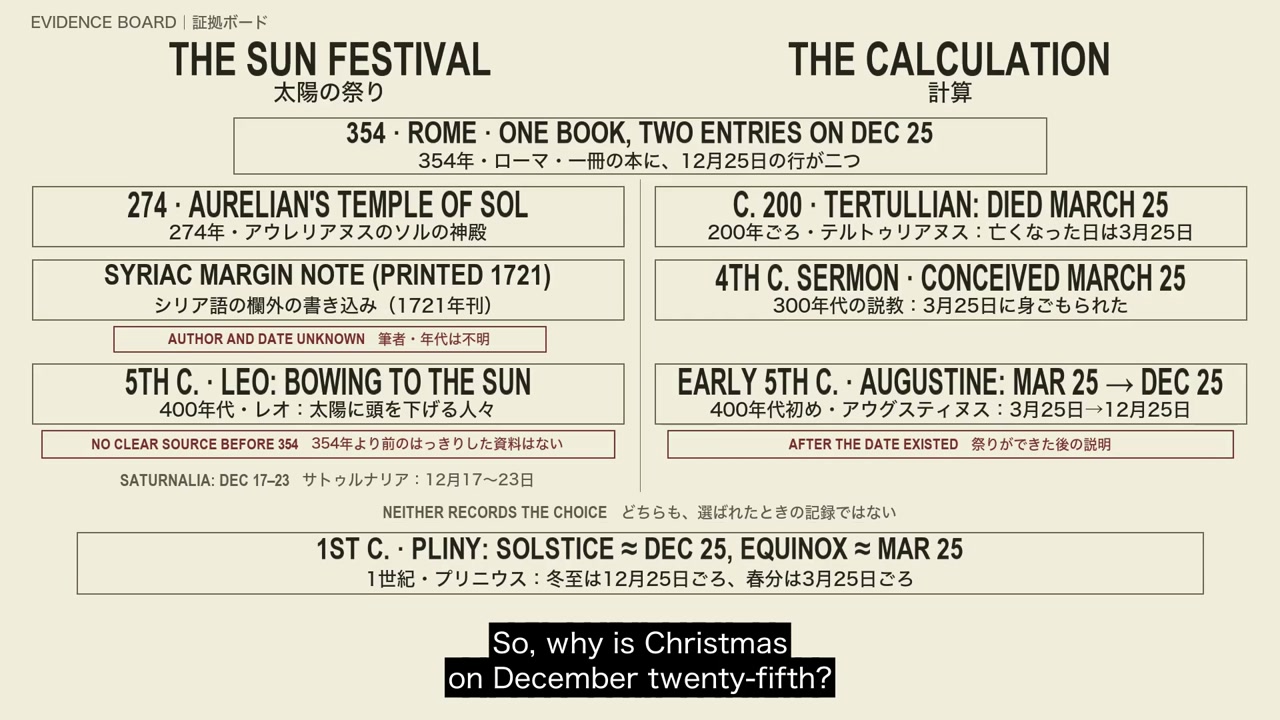 EVIDENCE BOARD｜証拠ボード
THE SUN FESTIVAL
太陽の祭り
THE CALCULATION
計算
354 · ROME · ONE BOOK, TWO ENTRIES ON DEC 25
354年・ローマ・一冊の本に、12月25日の行が二つ
274 · AURELIAN'S TEMPLE OF SOL
274年・アウレリアヌスのソルの神殿
SYRIAC MARGIN NOTE (PRINTED 1721)
シリア語の欄外の書き込み（1721年刊）
AUTHOR AND DATE UNKNOWN 筆者・年代は不明
5TH C. · LEO: BOWING TO THE SUN
400年代・レオ：太陽に頭を下げる人々
NO CLEAR SOURCE BEFORE 354 354年より前のはっきりした資料はない
SATURNALIA: DEC 17–23 サトゥルナリア：12月17〜23日
C. 200 · TERTULLIAN: DIED MARCH 25
200年ごろ・テルトゥリアヌス：亡くなった日は3月25日
4TH C. SERMON · CONCEIVED MARCH 25
300年代の説教：3月25日に身ごもられた
EARLY 5TH C. · AUGUSTINE: MAR 25 → DEC 25
400年代初め・アウグスティヌス：3月25日→12月25日
AFTER THE DATE EXISTED 祭りができた後の説明
NEITHER RECORDS THE CHOICE どちらも、選ばれたときの記録ではない
1ST C. · PLINY: SOLSTICE ≈ DEC 25, EQUINOX ≈ MAR 25
1世紀・プリニウス：冬至は12月25日ごろ、春分は3月25日ごろ
So, why is Christmas
on December twenty-fifth?